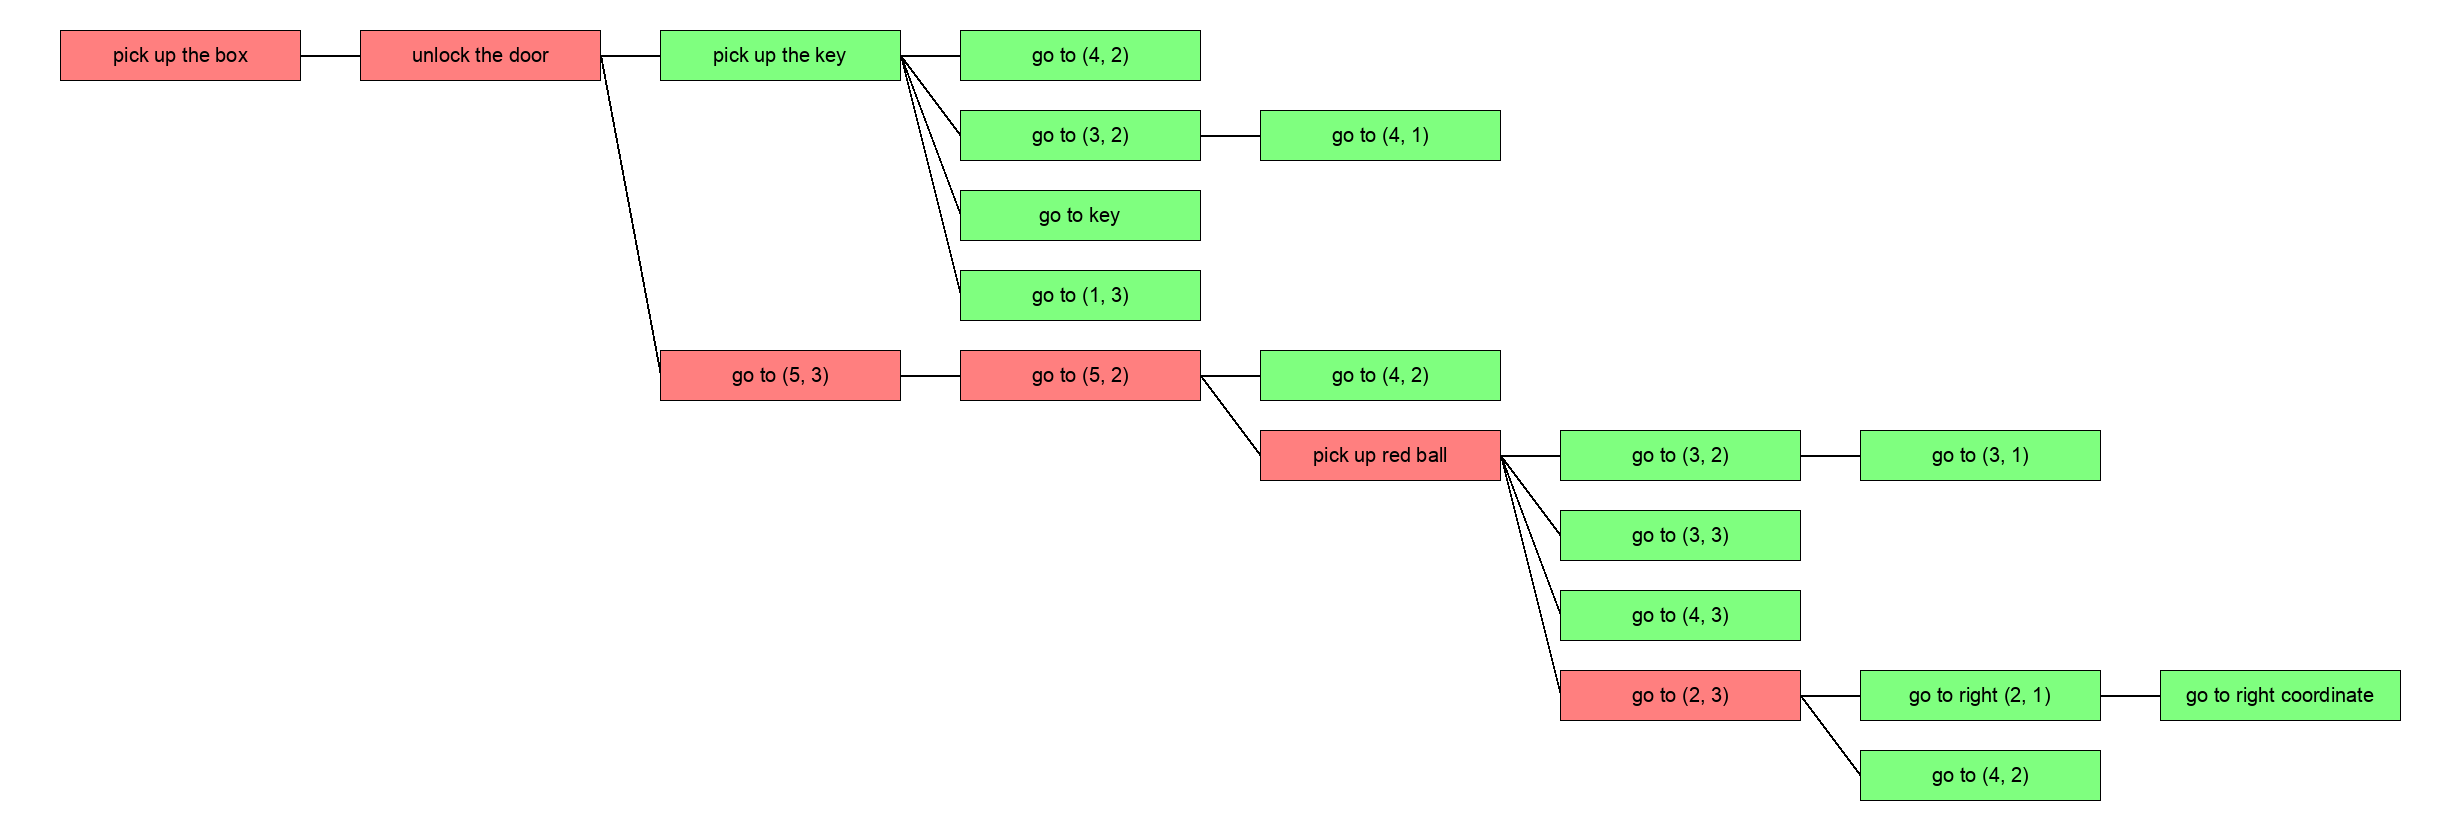 pick up the box
unlock the door
pick up the key
go to (4, 2)
go to (3, 2)
go to (4, 1)
go to key
go to (1, 3)
go to (5, 3)
go to (5, 2)
go to (4, 2)
pick up red ball
go to (3, 2)
go to (3, 1)
go to (3, 3)
go to (4, 3)
go to (2, 3)
go to right (2, 1)
go to right coordinate
go to (4, 2)